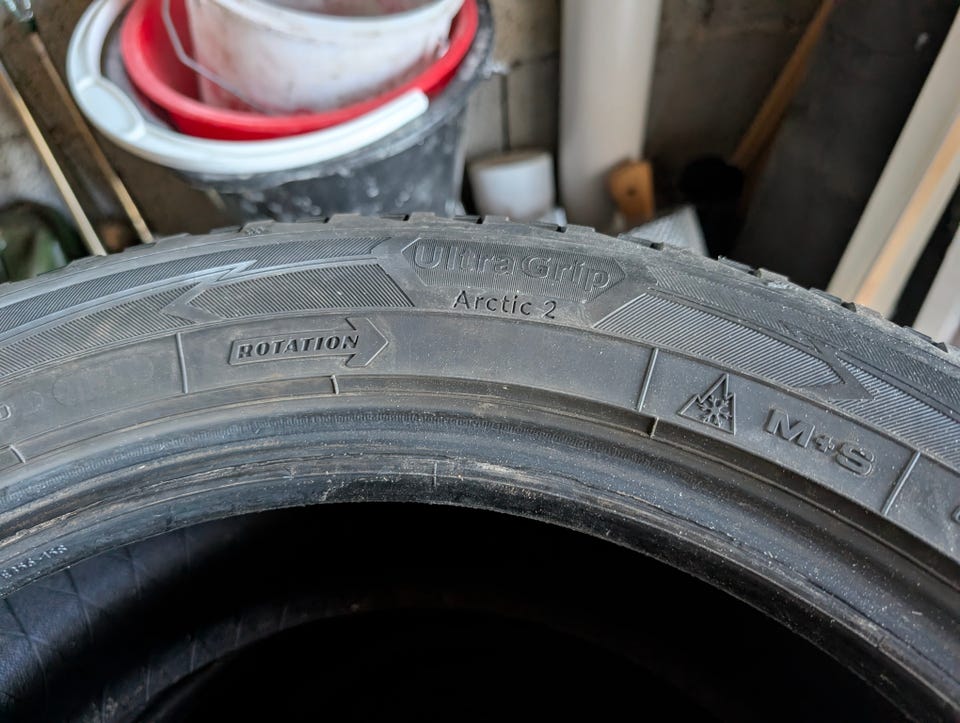 UltraGrip
Arctic 2
ROTATION
M+S